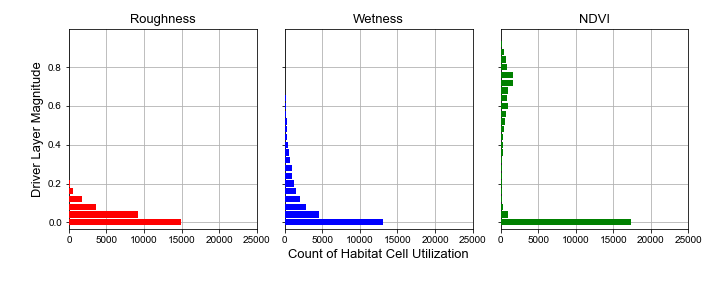 Roughness Wetness NDVI
Driver Layer Magnitude
0.8
0.6
0.4
0.2
0.0
0 5000 10000 15000 20000 25000 0 5000 10000 15000 20000 25000 0 5000 10000 15000 20000 25000
Count of Habitat Cell Utilization